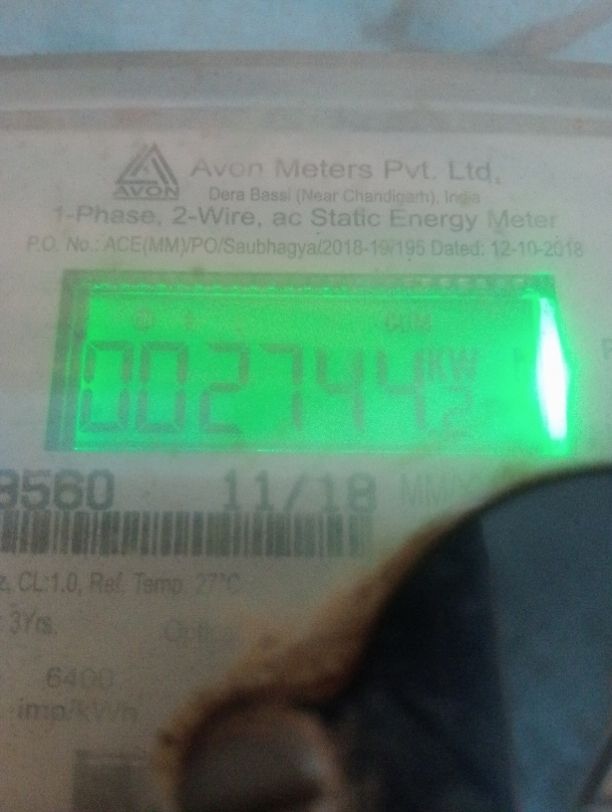 AVON
Avon Meters Pvt. Ltd,
Dera Bassi (Near Chandigarh), India
1-Phase, 2-Wire, ac Static Energy Meter
P.O. No.: ACE(MM)/PO/Saubhagya/2018-19/195 Dated: 12-10-2018
CUM
002744 KW
2
3560 11/18 MM/Y
z, CL:1.0, Ref. Temp. 27°C
3Yrs.
6400
imp/kWh